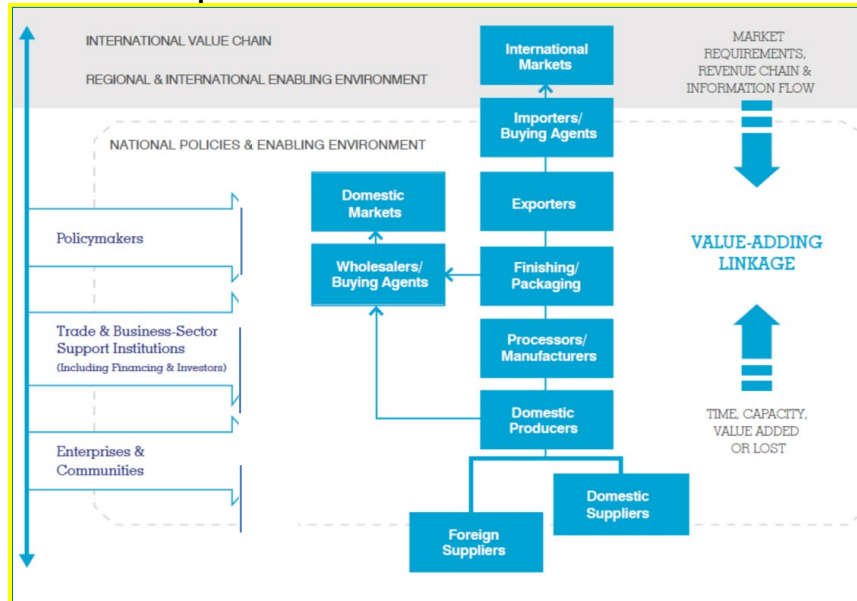 INTERNATIONAL VALUE CHAIN
REGIONAL & INTERNATIONAL ENABLING ENVIRONMENT
International
Markets
MARKET
REQUIREMENTS,
REVENUE CHAIN &
INFORMATION FLOW
Importers/
Buying Agents
NATIONAL POLICIES & ENABLING ENVIRONMENT
Domestic
Markets
Exporters
Policymakers
VALUE-ADDING
LINKAGE
Wholesalers/
Buying Agents
Finishing/
Packaging
Trade & Business-Sector
Support Institutions
(Including Financing & Investors)
Processors/
Manufacturers
Domestic
Producers
TIME, CAPACITY,
VALUE ADDED
OR LOST
Enterprises &
Communities
Domestic
Suppliers
Foreign
Suppliers